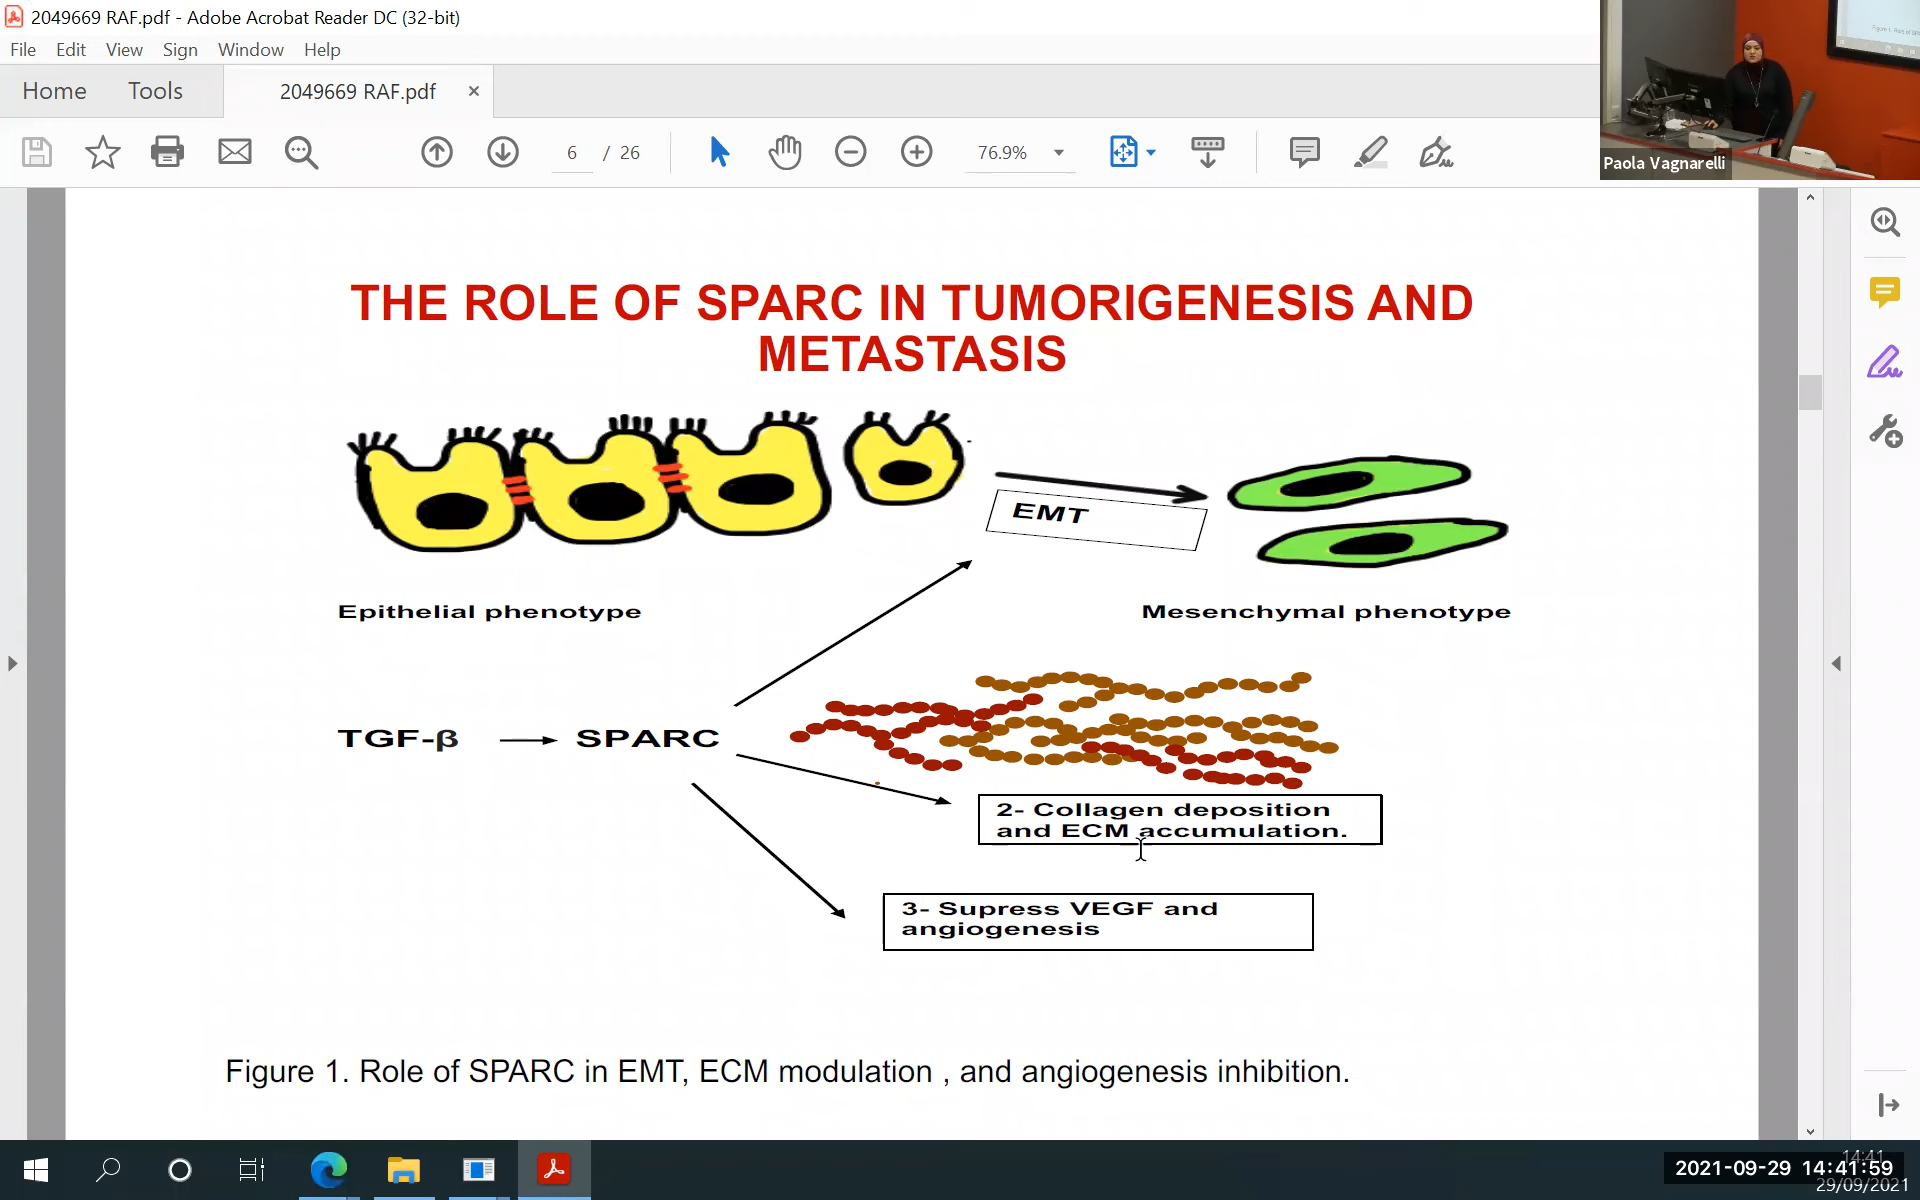 2049669 RAF.pdf - Adobe Acrobat Reader DC (32-bit)
File Edit View Sign Window Help
Home Tools 2049669 RAF.pdf ×
6 / 26 76.9%
Paola Vagnarelli
THE ROLE OF SPARC IN TUMORIGENESIS AND
METASTASIS
EMT
Epithelial phenotype
Mesenchymal phenotype
TGF-β
SPARC
2- Collagen deposition
and ECM accumulation.
3- Supress VEGF and
angiogenesis
Figure 1. Role of SPARC in EMT, ECM modulation , and angiogenesis inhibition.
14:41
2021-09-29 14:41:59
29/09/2021